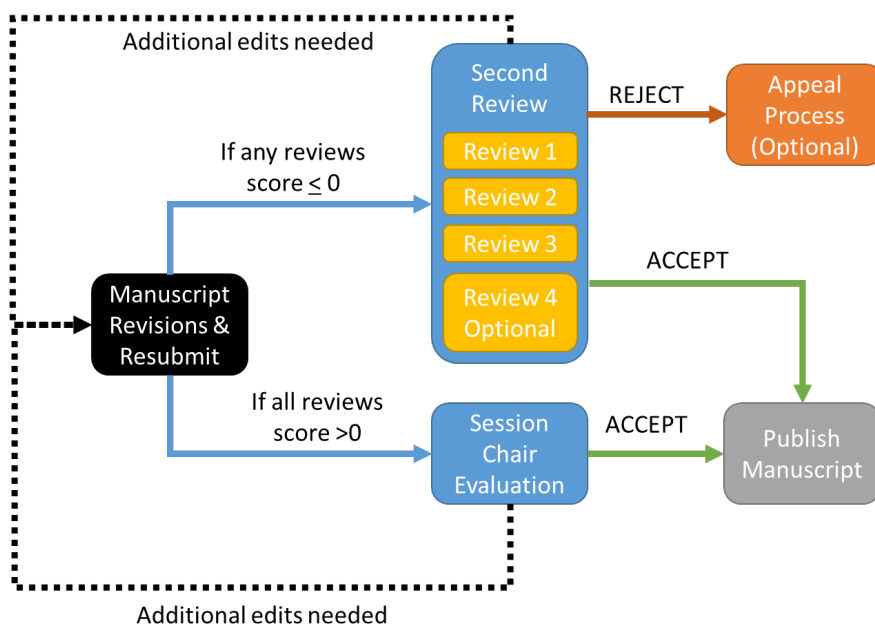 Additional edits needed
Second
Review
REJECT
Appeal
Process
(Optional)
If any reviews
score ≤ 0
Review 1
Review 2
Review 3
Review 4
Optional
ACCEPT
Manuscript
Revisions &
Resubmit
If all reviews
score >0
Session
Chair
Evaluation
ACCEPT
Publish
Manuscript
Additional edits needed